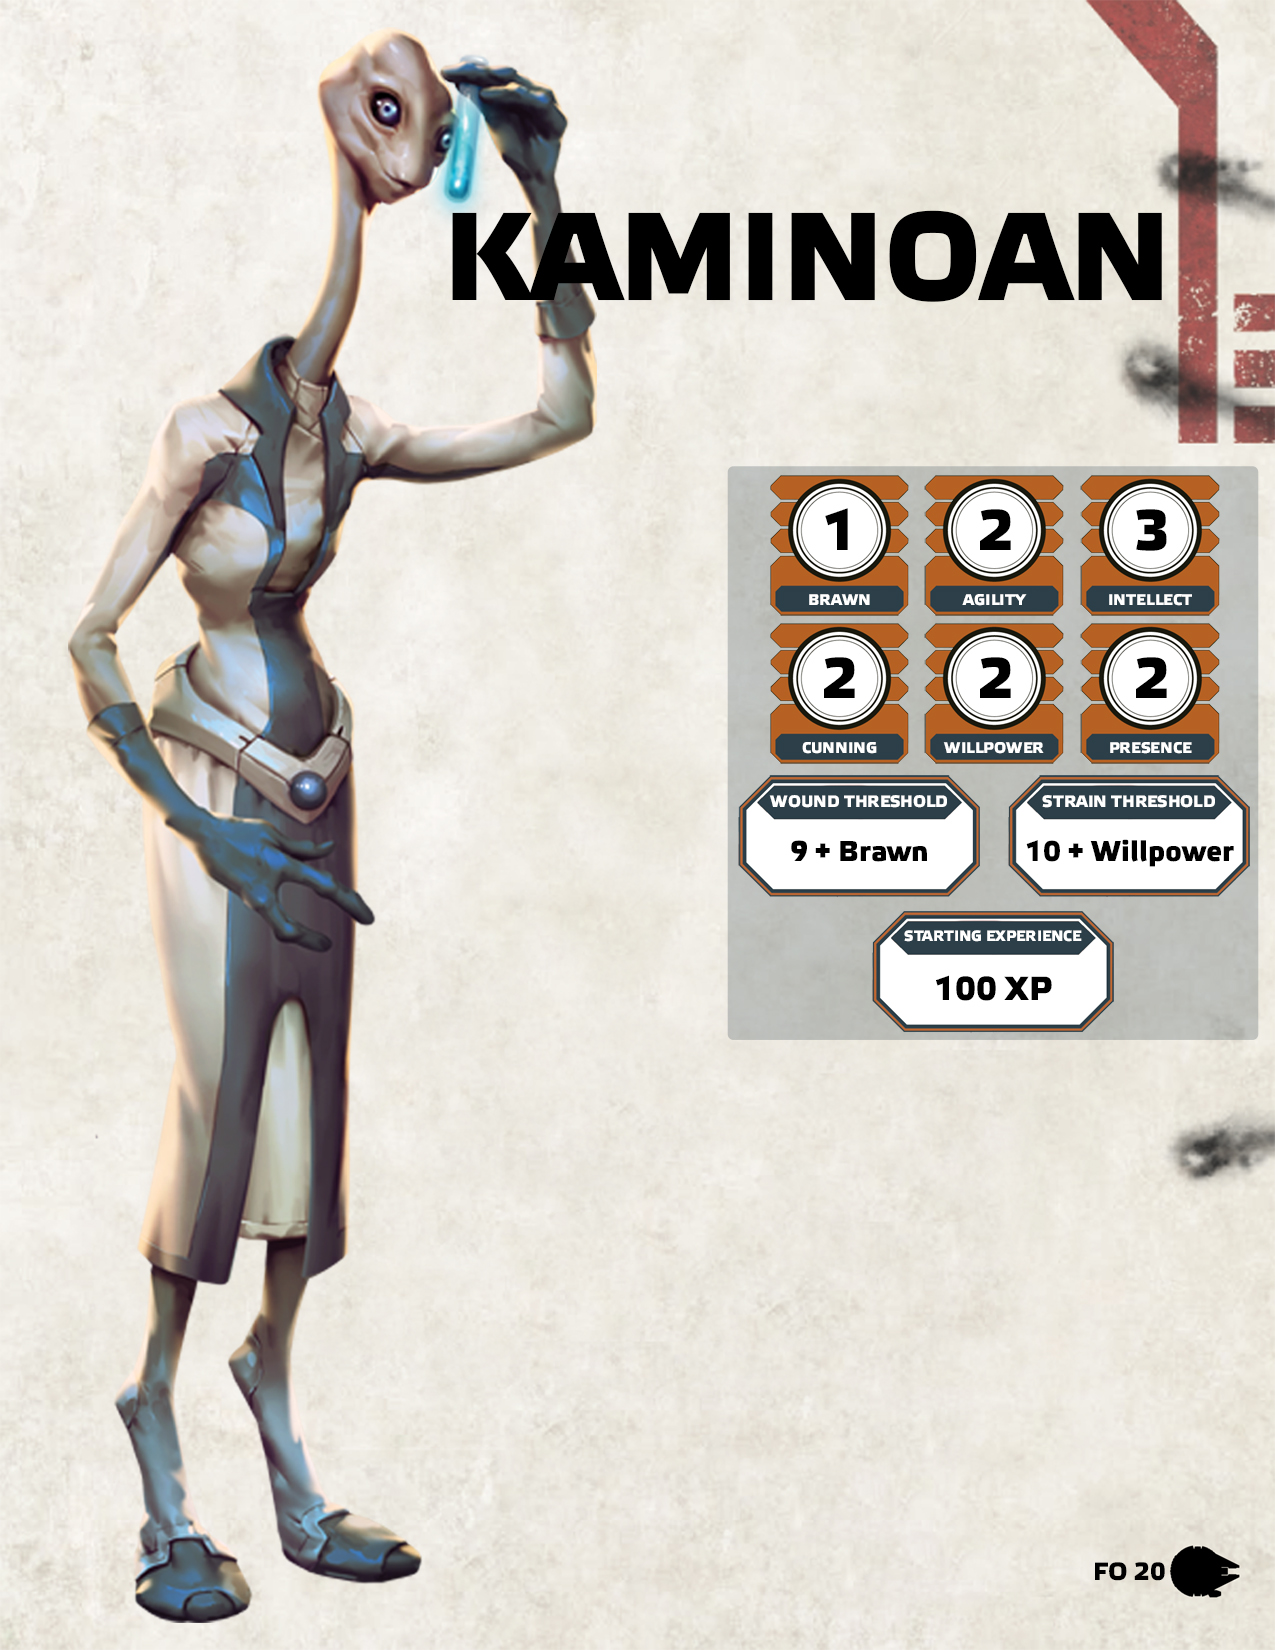 KAMINOAN
1 2 3
BRAWN AGILITY INTELLECT
2 2 2
CUNNING WILLPOWER PRESENCE
WOUND THRESHOLD STRAIN THRESHOLD
9 + Brawn 10 + Willpower
STARTING EXPERIENCE
100 XP
FO 20